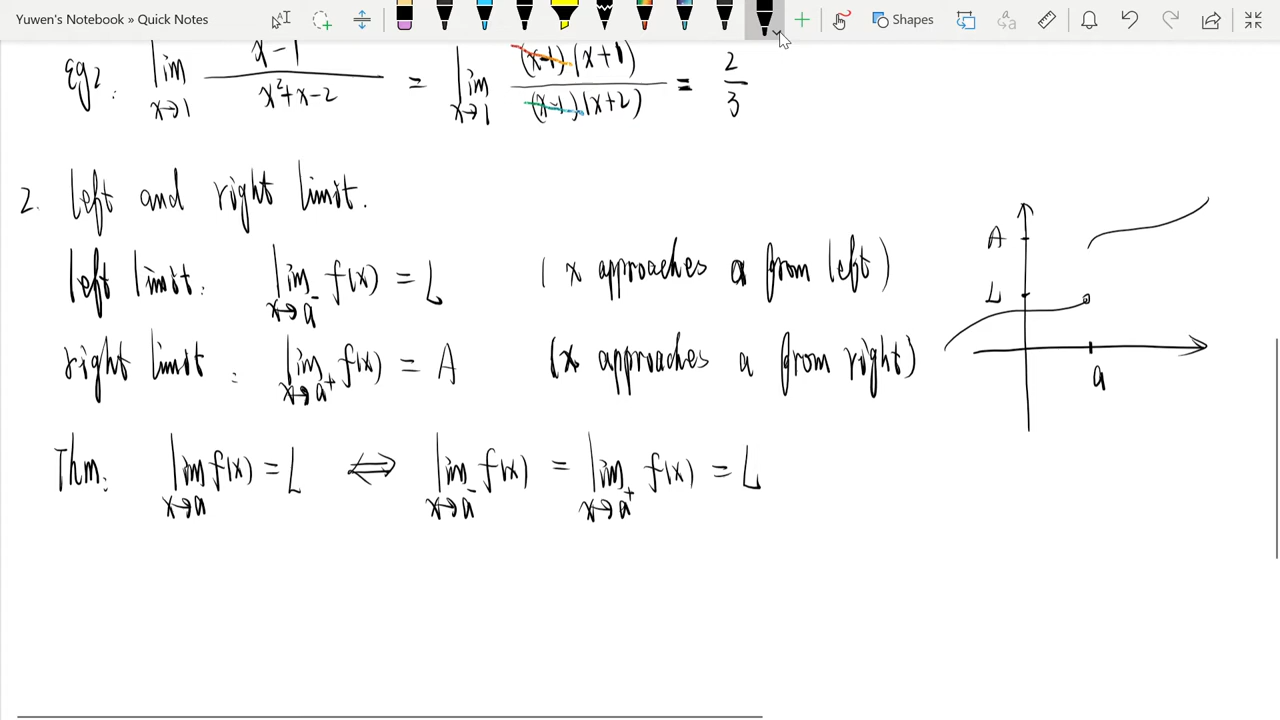 Yuwen's Notebook » Quick Notes
Shapes
Eg2. lim x→1 x-1 / x²+x-2 = lim x→1 (x-1)(x+1) / (x-1)(x+2) = 2/3
2. left and right limit.
left limit: lim x→a⁻ f(x) = L (x approaches a from left)
right limit: lim x→a⁺ f(x) = A (x approaches a from right)
A
L
a
Thm: lim x→a f(x) = L ⟺ lim x→a⁻ f(x) = lim x→a⁺ f(x) = L